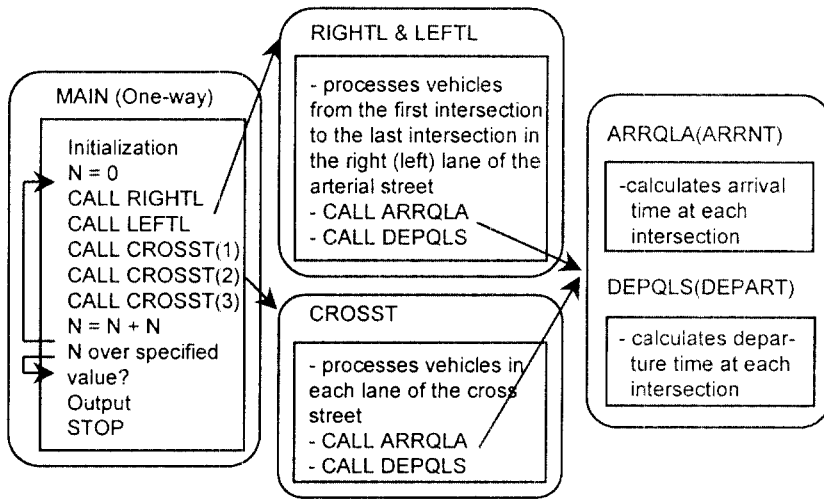 MAIN (One-way)
Initialization
N = 0
CALL RIGHTL
CALL LEFTL
CALL CROSST(1)
CALL CROSST(2)
CALL CROSST(3)
N = N + N
N over specified
value?
Output
STOP
RIGHTL & LEFTL
- processes vehicles
from the first intersection
to the last intersection in
the right (left) lane of the
arterial street
- CALL ARRQLA
- CALL DEPQLS
CROSST
- processes vehicles in
each lane of the cross
street
- CALL ARRQLA
- CALL DEPQLS
ARRQLA(ARRNT)
-calculates arrival
time at each
intersection
DEPQLS(DEPART)
- calculates depar-
ture time at each
intersection